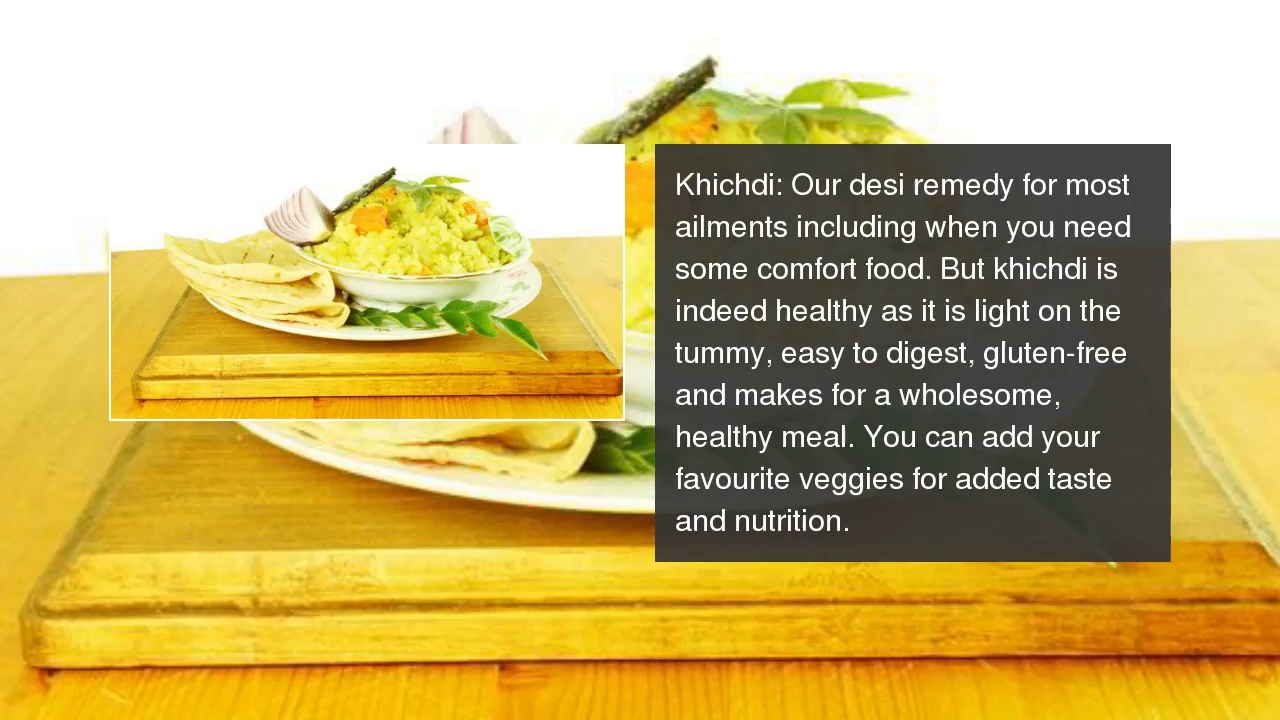 Khichdi: Our desi remedy for most
ailments including when you need
some comfort food. But khichdi is
indeed healthy as it is light on the
tummy, easy to digest, gluten-free
and makes for a wholesome,
healthy meal. You can add your
favourite veggies for added taste
and nutrition.